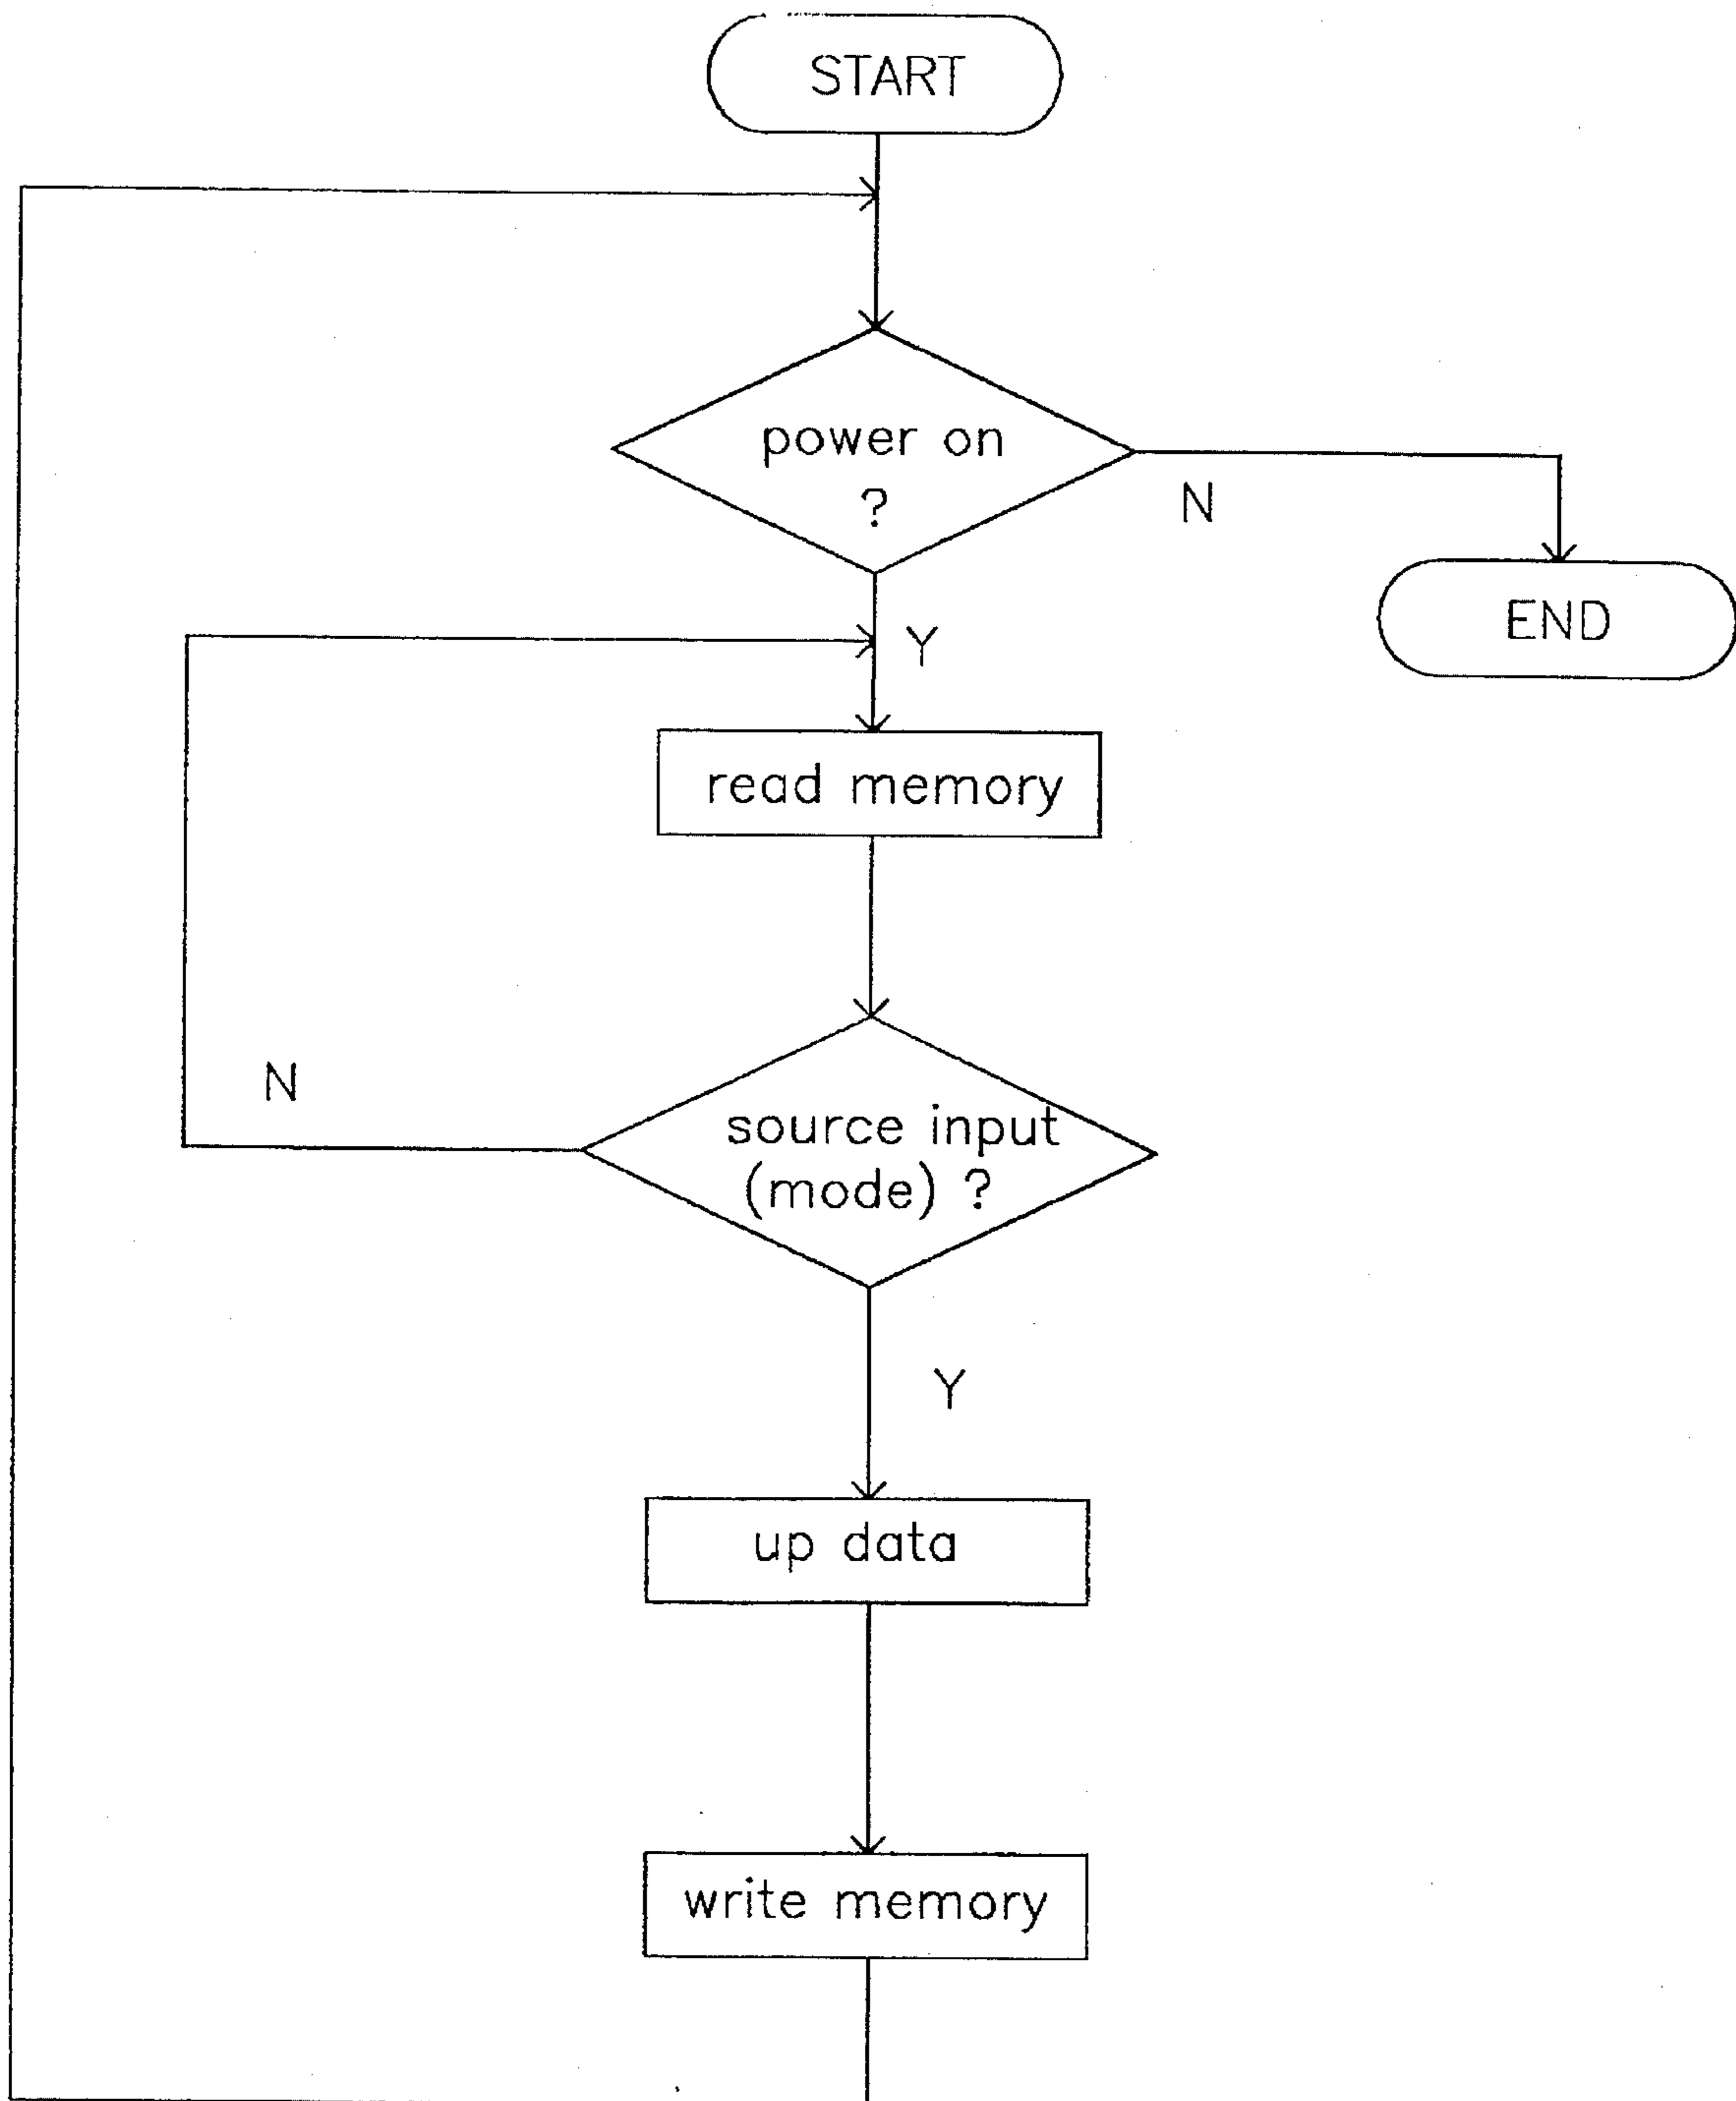 START
power on
?
N
END
Y
read memory
N
source input
(mode) ?
Y
up data
write memory